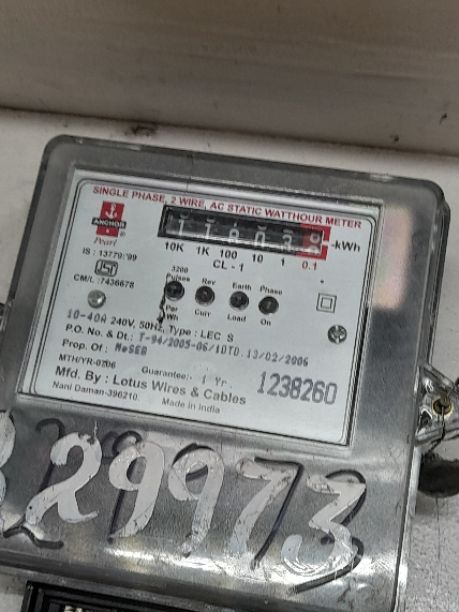 SINGLE PHASE, 2 WIRE, AC STATIC WATTHOUR METER
ANCHOR
Pearl
-kWh
10K 1K 100 10 1 0.1
CL - 1
IS : 13779:'99
CM/L :7436678
3200 Pulses Per Wh
Rev Curr
Earth Load
Phase On
10-40A 240V, 50HZ, Type : LEC S
P.O. No. & Dt.: T-94/2005-06/10TD.13/02/2006
Prop. Of :
MTH/YR-0206
Guarantee:- 1 Yr.
Mfd. By : Lotus Wires & Cables
Nani Daman-396210. Made in India
1238260
29973